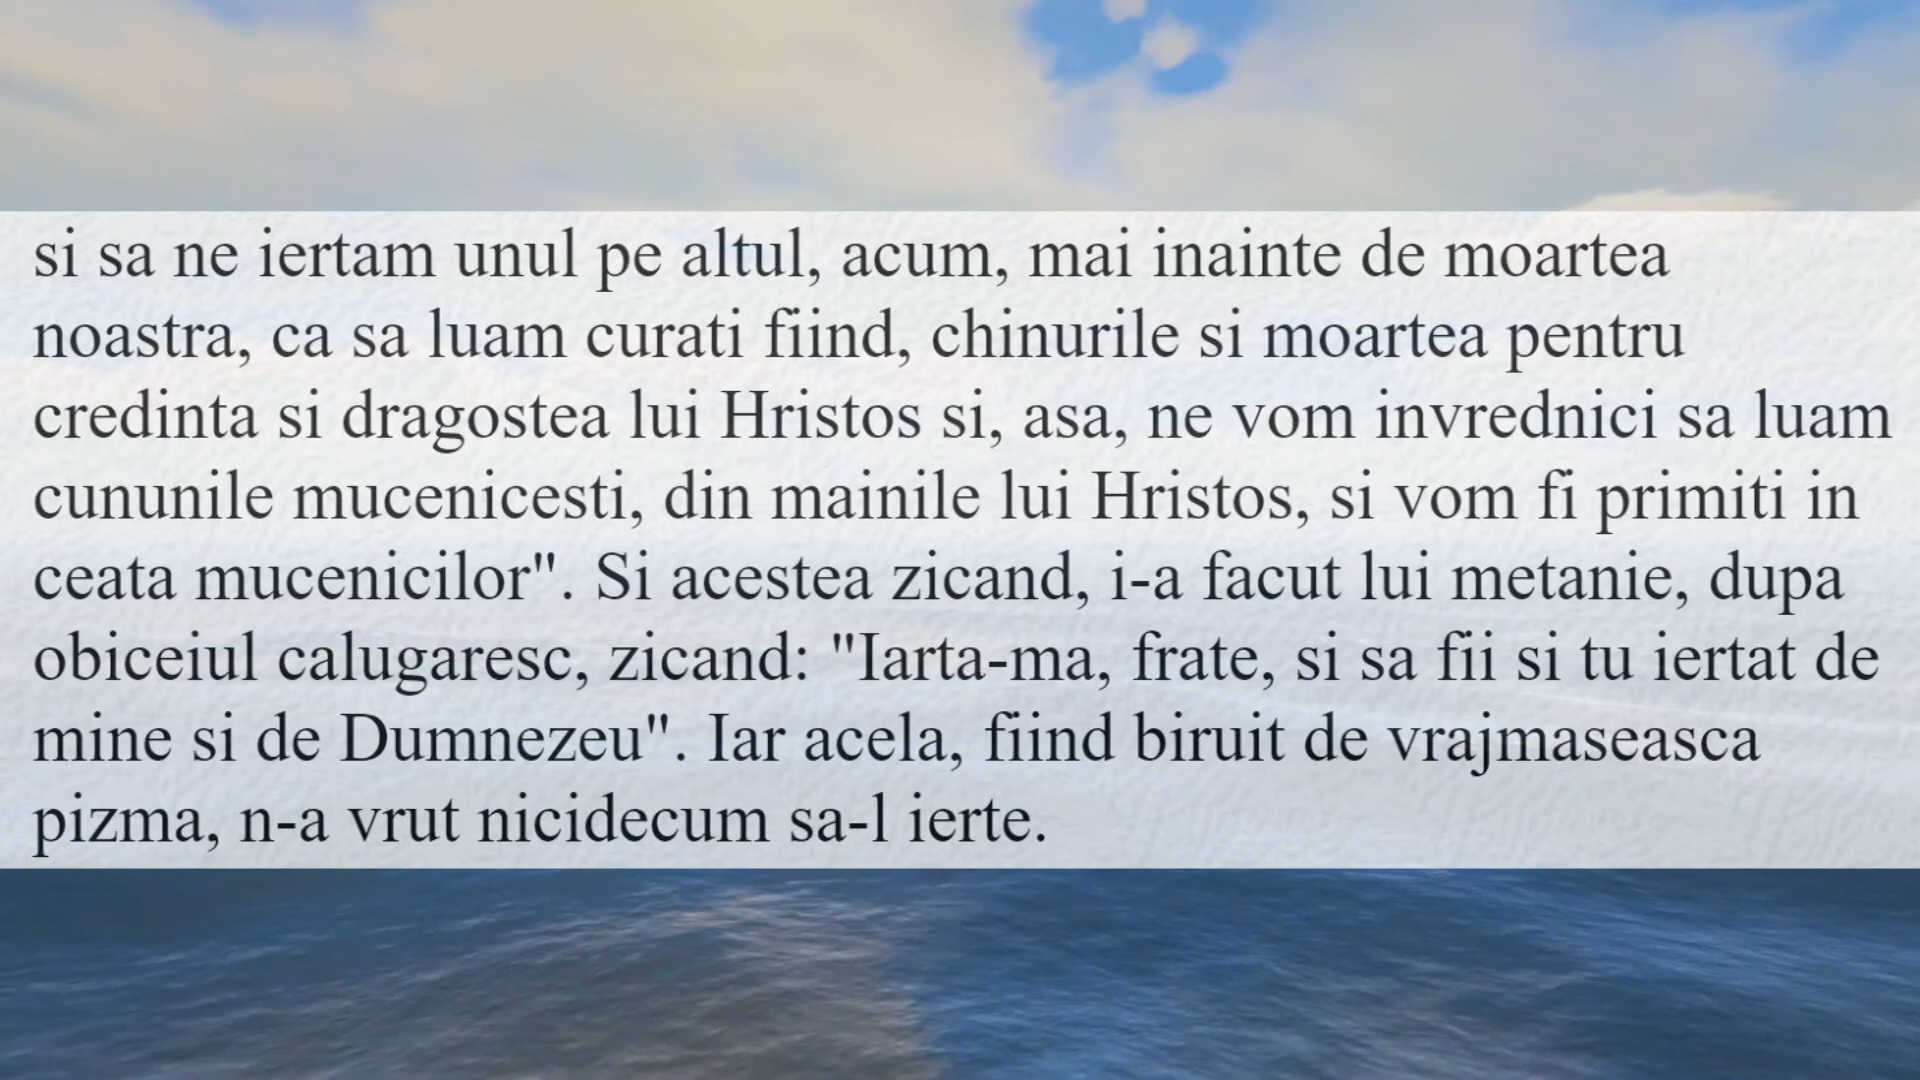 si sa ne iertam unul pe altul, acum, mai inainte de moartea
noastra, ca sa luam curati fiind, chinurile si moartea pentru
credinta si dragostea lui Hristos si, asa, ne vom invrednici sa luam
cununile mucenicesti, din mainile lui Hristos, si vom fi primiti in
ceata mucenicilor". Si acestea zicand, i-a facut lui metanie, dupa
obiceiul calugaresc, zicand: "Iarta-ma, frate, si sa fii si tu iertat de
mine si de Dumnezeu". Iar acela, fiind biruit de vrajmaseasca
pizma, n-a vrut nicidecum sa-l ierte.